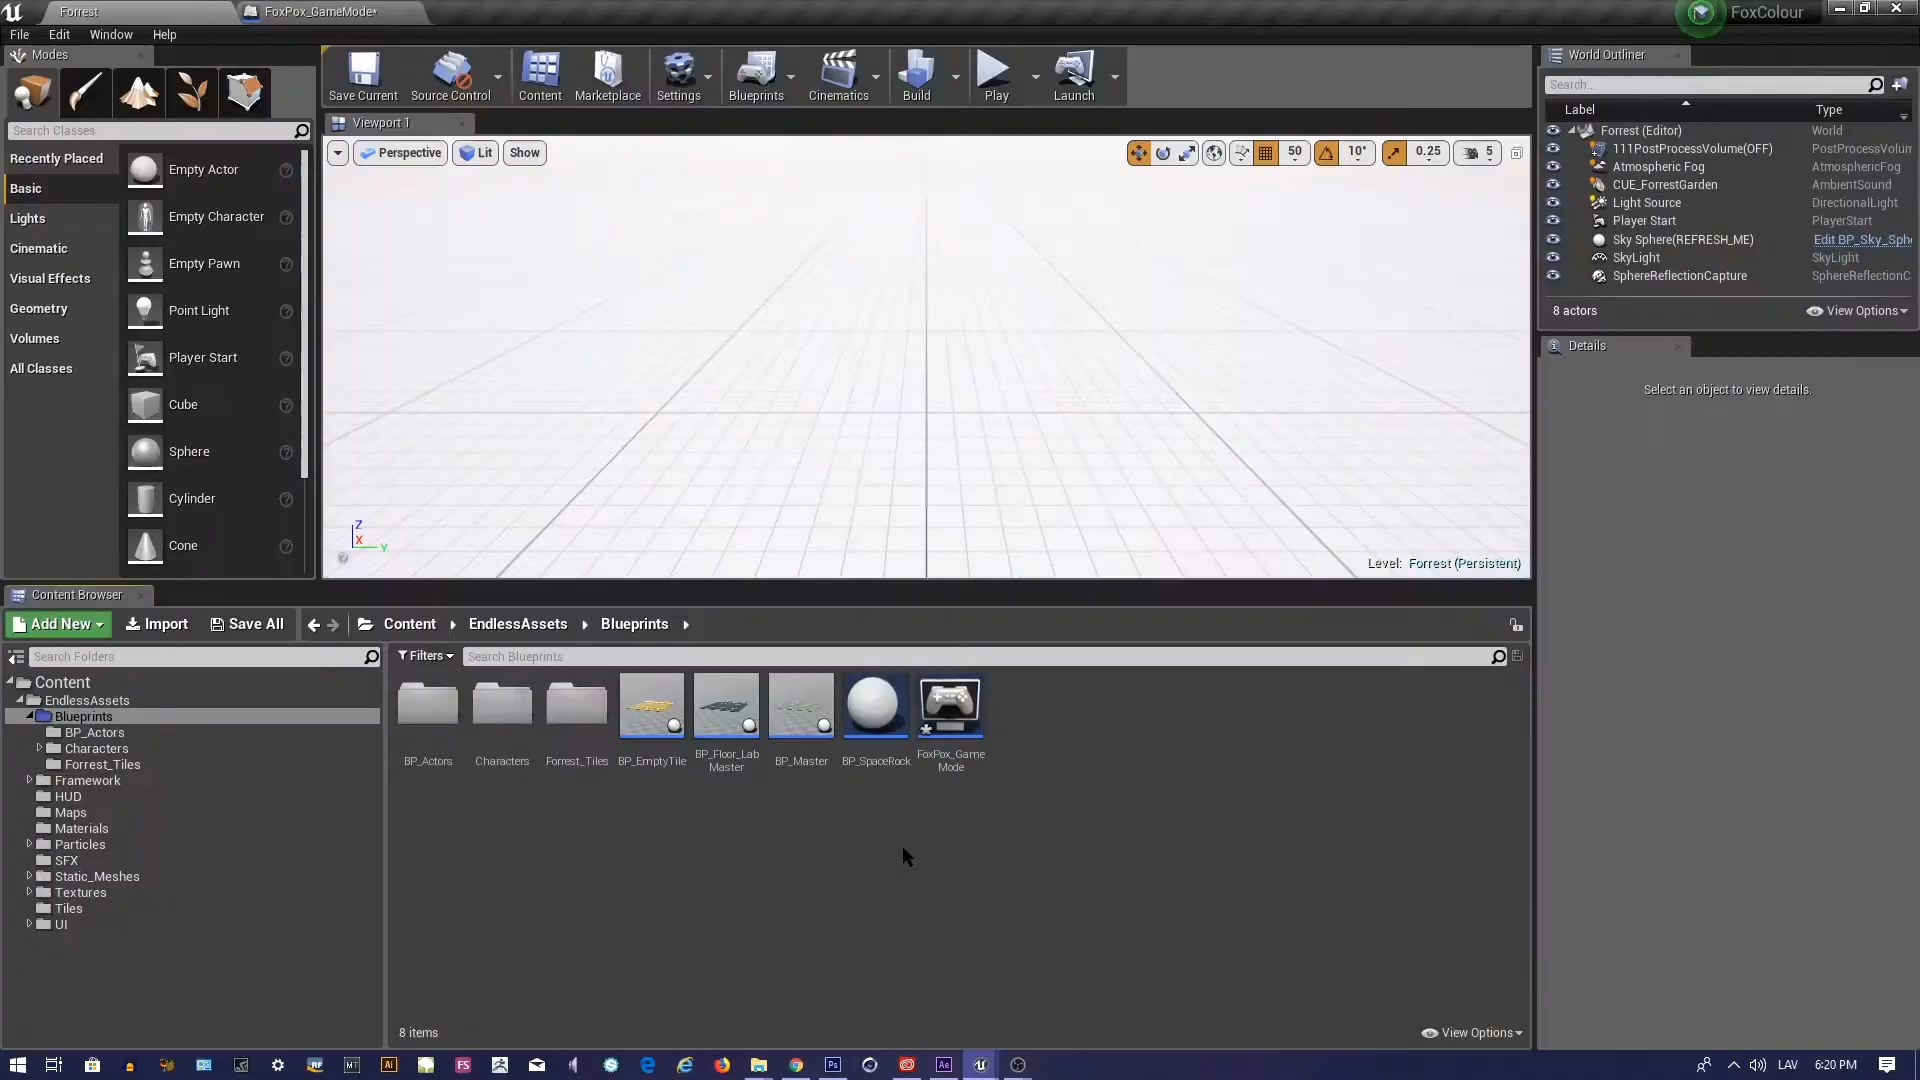 Forrest
FoxPox_GameMode*
FoxColour
File Edit Window Help
Modes
Search Classes
Recently Placed
Basic
Lights
Cinematic
Visual Effects
Geometry
Volumes
All Classes
Empty Actor
Empty Character
Empty Pawn
Point Light
Player Start
Cube
Sphere
Cylinder
Cone
Save Current
Source Control
Content
Marketplace
Settings
Blueprints
Cinematics
Build
Play
Launch
Viewport 1
Perspective Lit Show
50 10° 0.25 5
Z
X
Y
Level: Forrest (Persistent)
World Outliner
Search...
Label Type
Forrest (Editor) World
111PostProcessVolume(OFF) PostProcessVolum
Atmospheric Fog AtmosphericFog
CUE_ForrestGarden AmbientSound
Light Source DirectionalLight
Player Start PlayerStart
Sky Sphere(REFRESH_ME) Edit BP_Sky_Sph
SkyLight SkyLight
SphereReflectionCapture SphereReflectionC
8 actors View Options
Details
Select an object to view details.
Content Browser
Add New Import Save All Content EndlessAssets Blueprints
Search Folders
Filters Search Blueprints
Content
EndlessAssets
Blueprints
BP_Actors
Characters
Forrest_Tiles
Framework
HUD
Maps
Materials
Particles
SFX
Static_Meshes
Textures
Tiles
UI
BP_Actors
Characters
Forrest_Tiles
BP_EmptyTile
BP_Floor_Lab
Master
BP_Master
BP_SpaceRock
FoxPox_Game
Mode
8 items
View Options
RF MT Ai FS Ps Ae
LAV 6:20 PM